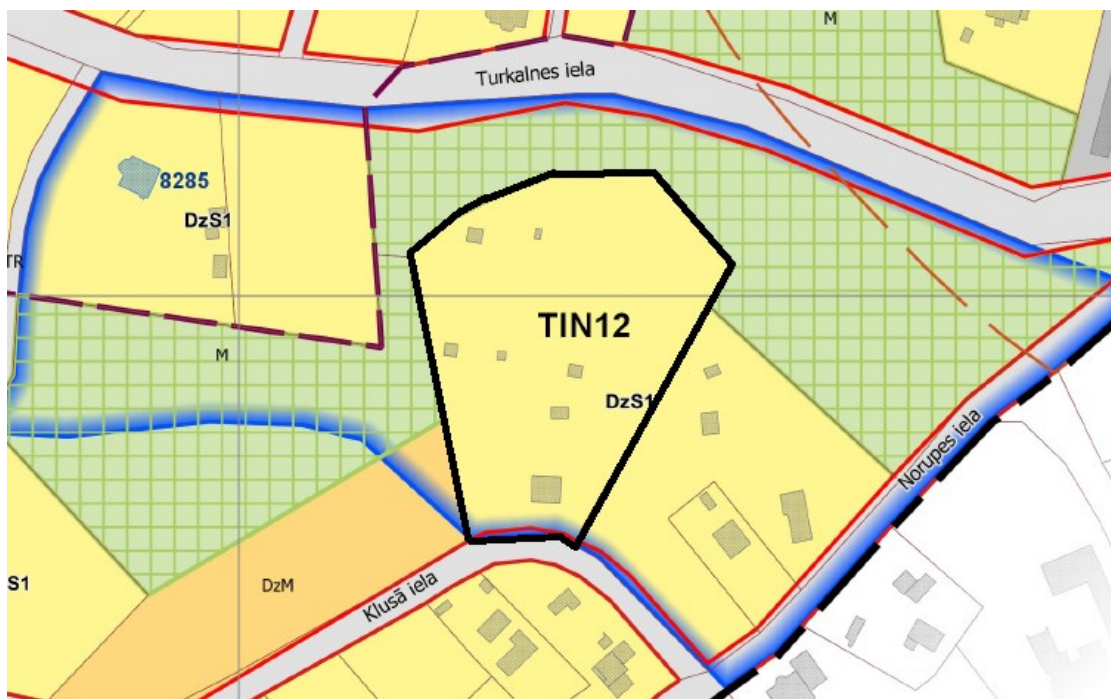 M
Turkalnes iela
8285
DzS1
TR
TIN12
M
DzS1
Norupes iela
S1
DzM
Klusā iela